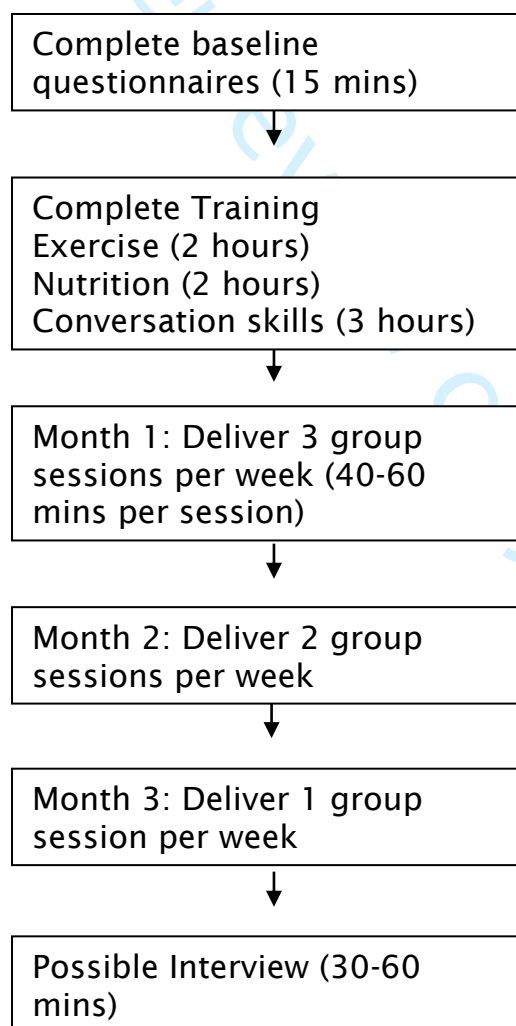 Complete baseline
questionnaires (15 mins)
Complete Training
Exercise (2 hours)
Nutrition (2 hours)
Conversation skills (3 hours)
Month 1: Deliver 3 group
sessions per week (40-60
mins per session)
Month 2: Deliver 2 group
sessions per week
Month 3: Deliver 1 group
session per week
Possible Interview (30-60
mins)